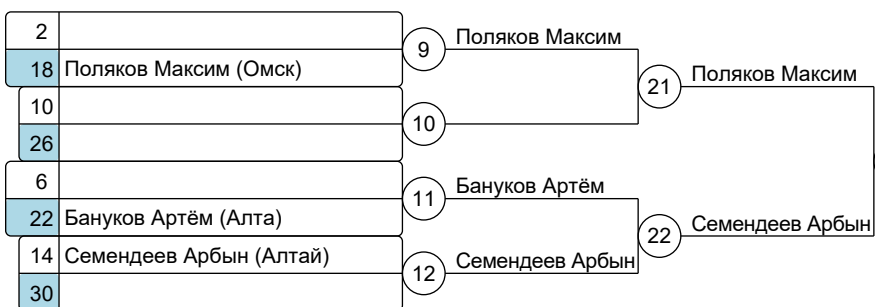 2
18 Поляков Максим (Омск)
10
26
6
22 Бануков Артём (Алта)
14 Семендеев Арбын (Алтай)
30
9 Поляков Максим
10
11 Бануков Артём
12 Семендеев Арбын
21 Поляков Максим
22 Семендеев Арбын